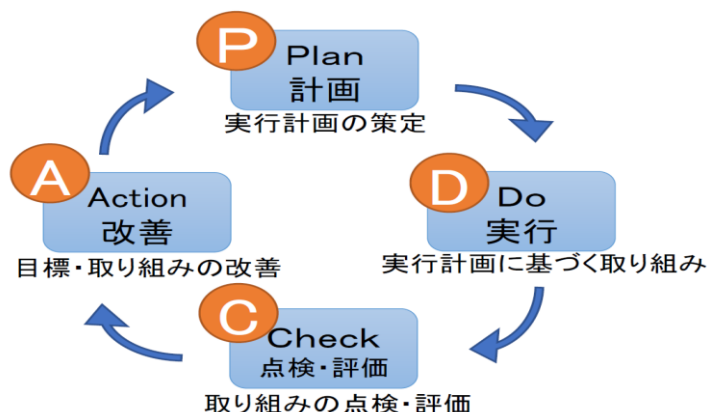 P
Plan
計画
実行計画の策定
D
Do
実行
実行計画に基づく取り組み
C
Check
点検・評価
取り組みの点検・評価
A
Action
改善
目標・取り組みの改善